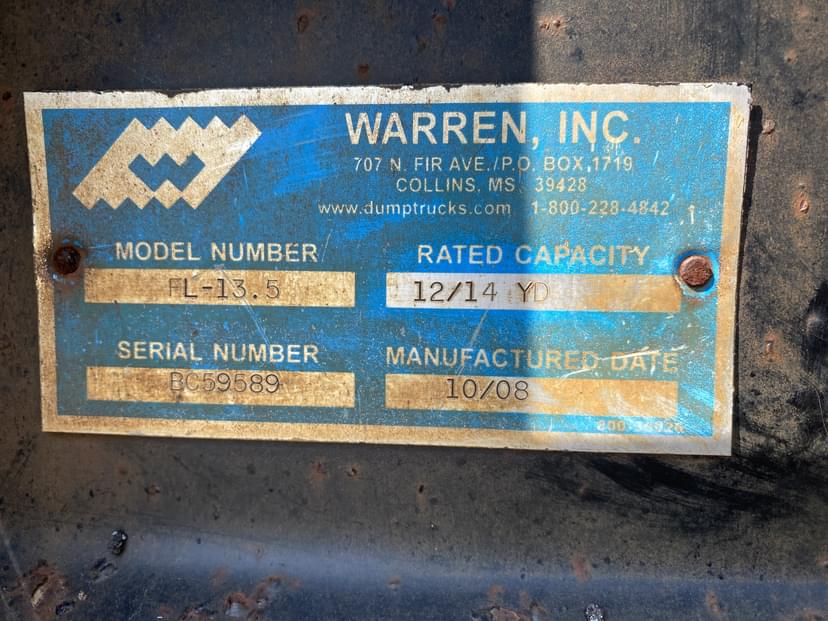 WARREN, INC.
707 N. FIR AVE./P.O. BOX 1719
COLLINS, MS. 39428
www.dumptrucks.com 1-800-228-4842
MODEL NUMBER RATED CAPACITY
FL-13.5 12/14 YD
SERIAL NUMBER MANUFACTURED DATE
BC59589 10/08